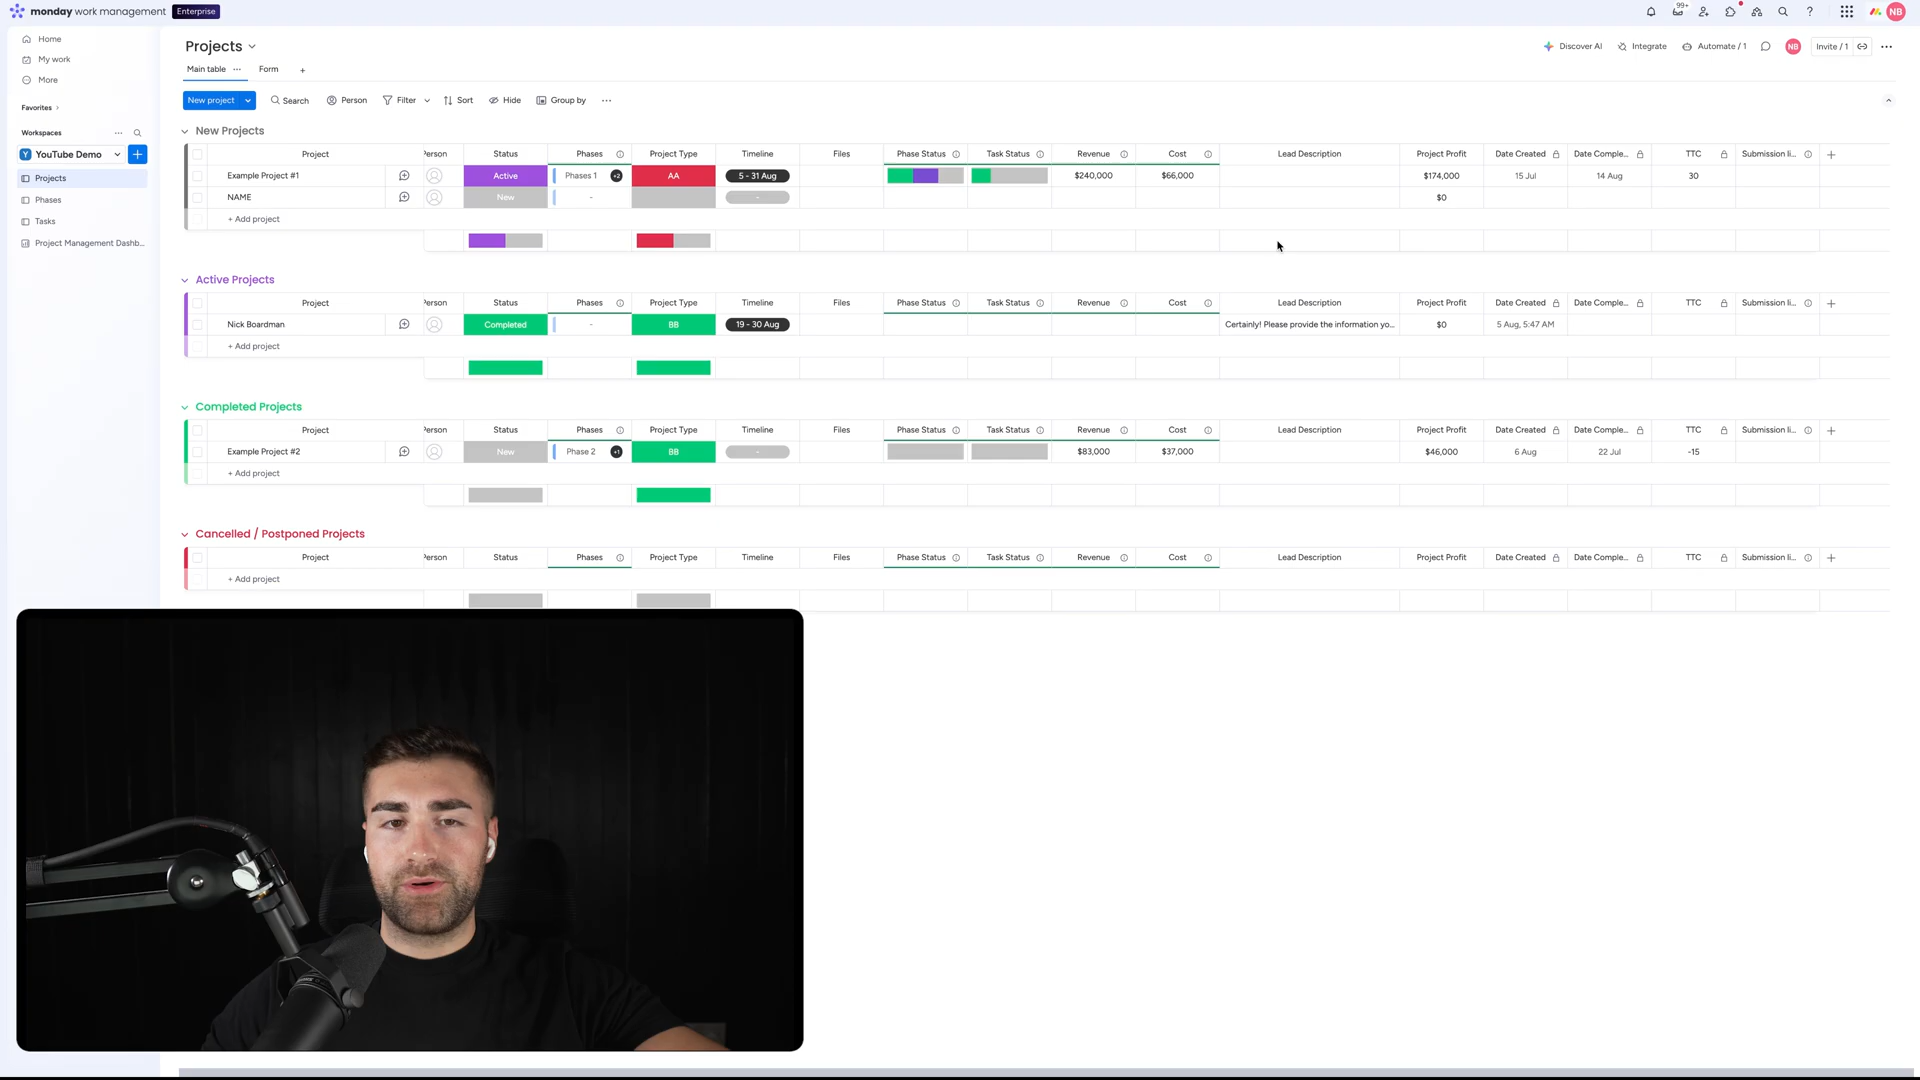 monday work management Enterprise 99+ ? NB
Home
My work
More
Favorites >
Workspaces
Y YouTube Demo
Projects
Phases
Tasks
Project Management Dashb...
Projects
Discover AI Integrate Automate / 1 NB Invite / 1
Main table Form +
New project Search Person Filter Sort Hide Group by
New Projects
Project Person Status Phases Project Type Timeline Files Phase Status Task Status Revenue Cost Lead Description Project Profit Date Created Date Comple... TTC Submission li... +
Example Project #1 Active Phases 1 +2 AA 5 - 31 Aug $240,000 $66,000 $174,000 15 Jul 14 Aug 30
NAME New - - $0
+ Add project
Active Projects
Project Person Status Phases Project Type Timeline Files Phase Status Task Status Revenue Cost Lead Description Project Profit Date Created Date Comple... TTC Submission li... +
Nick Boardman Completed - BB 19 - 30 Aug Certainly! Please provide the information yo... $0 5 Aug, 5:47 AM
+ Add project
Completed Projects
Project Person Status Phases Project Type Timeline Files Phase Status Task Status Revenue Cost Lead Description Project Profit Date Created Date Comple... TTC Submission li... +
Example Project #2 New Phase 2 +1 BB - $83,000 $37,000 $46,000 6 Aug 22 Jul -15
+ Add project
Cancelled / Postponed Projects
Project Person Status Phases Project Type Timeline Files Phase Status Task Status Revenue Cost Lead Description Project Profit Date Created Date Comple... TTC Submission li... +
+ Add project